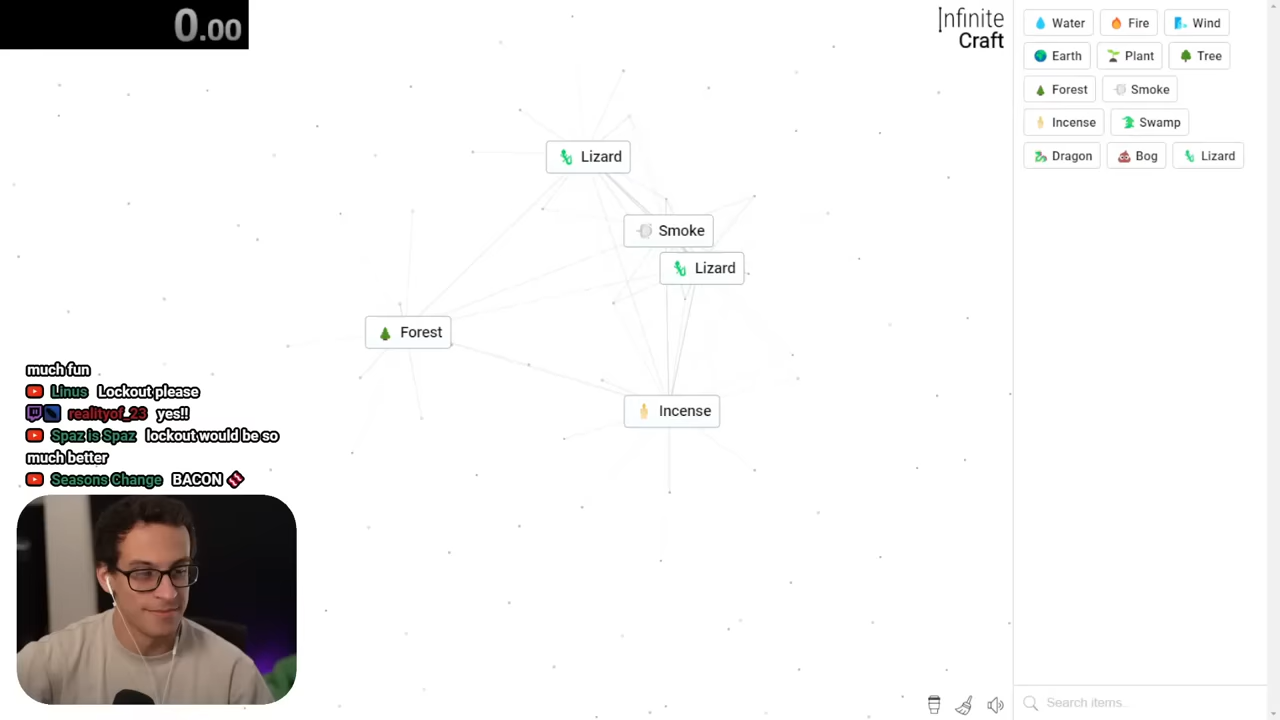 0.00
Infinite
Craft
Water
Fire
Wind
Earth
Plant
Tree
Forest
Smoke
Incense
Swamp
Dragon
Bog
Lizard
Lizard
Smoke
Lizard
Forest
Incense
much fun
Linus Lockout please
realityof_23 yes!!
Spaz is Spaz lockout would be so
much better
Seasons Change BACON 🥓
Search items...